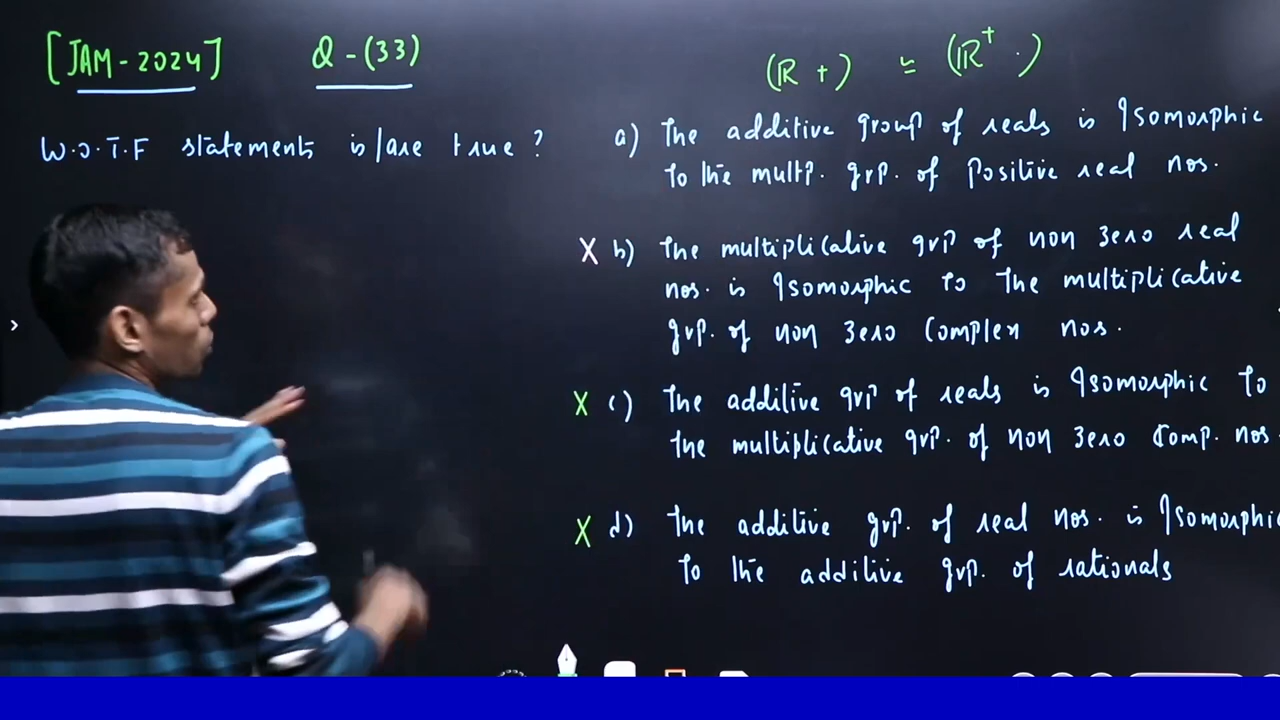 [JAM-2024] Q-(33)
(ℝ +) ≅ (ℝ⁺ ·)
W.O.T.F statements is/are true?
a) The additive group of reals is Isomorphic
To the multp. grp. of Positive real nos.
X b) The multiplicative grp of non zero real
nos. is Isomorphic to The multiplicative
grp. of non zero Complex nos.
X c) The additive grp of reals is Isomorphic To
the multiplicative grp. of non zero Comp. nos
X d) The additive grp. of real nos. is Isomorphic
To the additive grp. of rationals